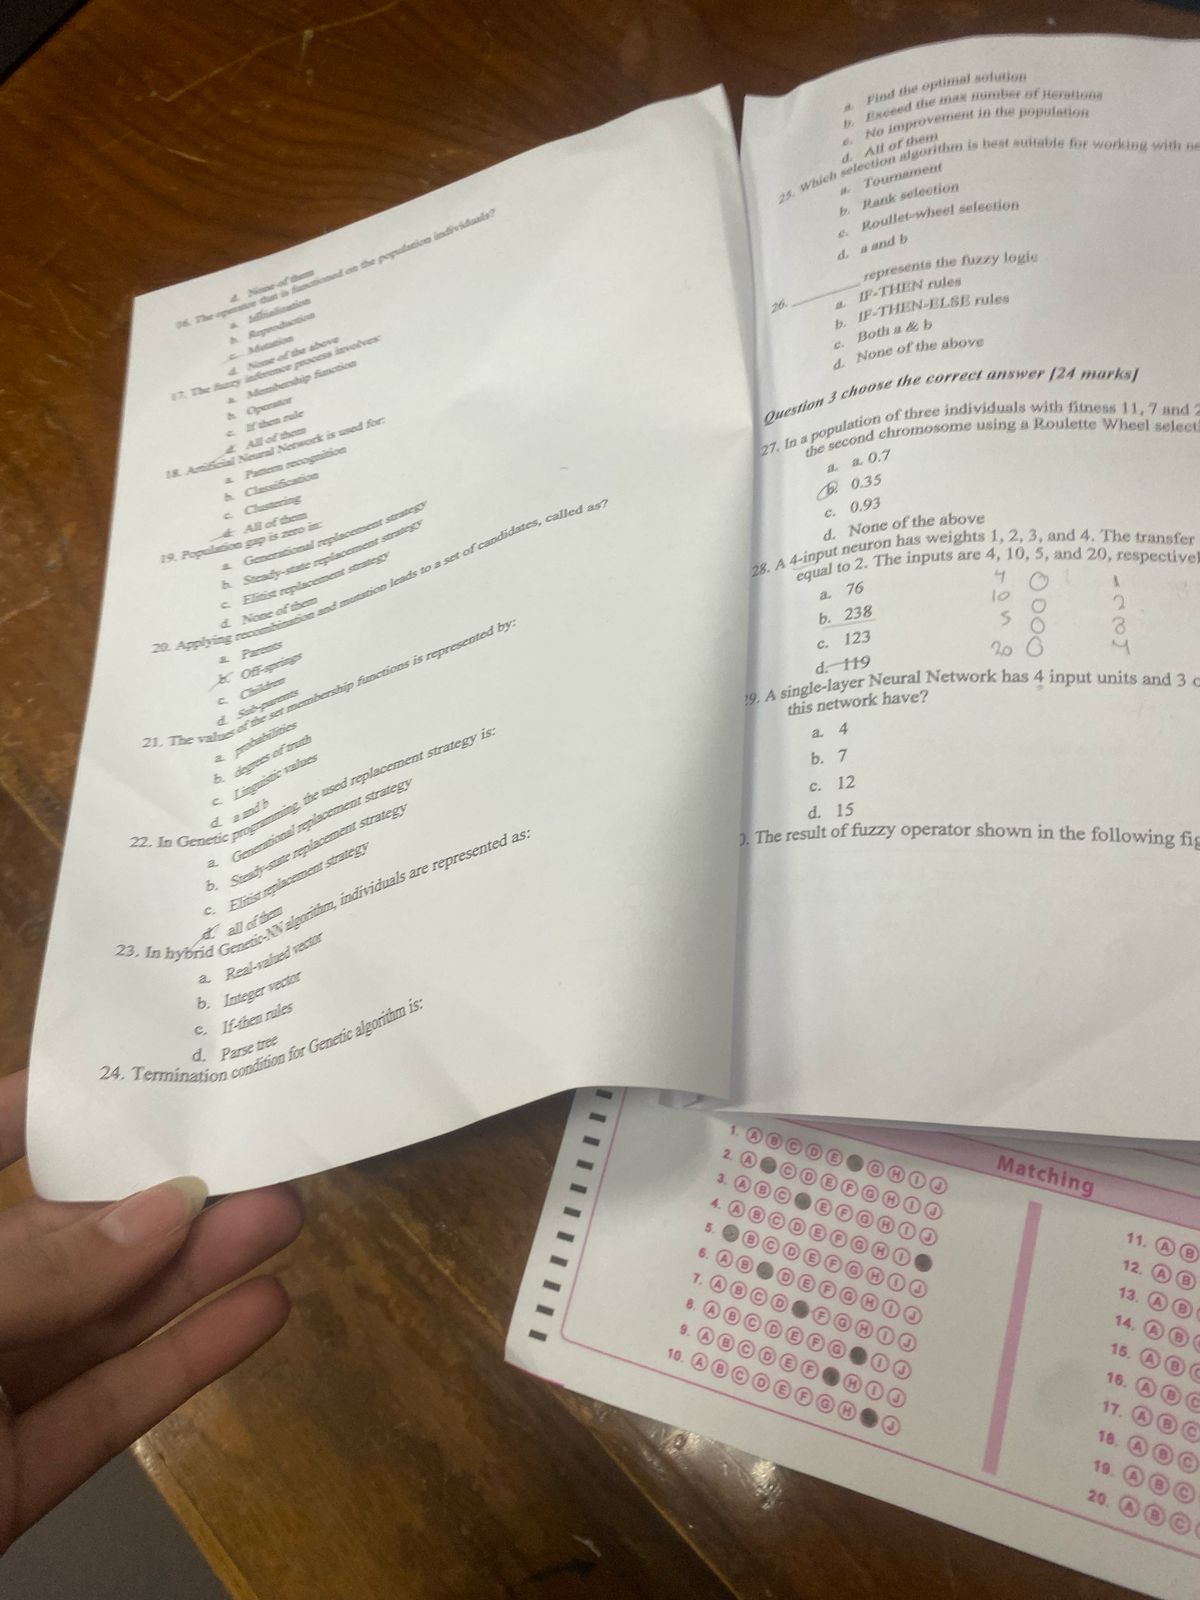 d. None of them
16. The operator that is functioned on the population individuals?
a. Initialization
b. Reproduction
c. Mutation
d. None of the above
17. The fuzzy inference process involves:
a. Membership function
b. Operator
c. If then rule
d. All of them
18. Artificial Neural Network is used for:
a. Pattern recognition
b. Classification
c. Clustering
d. All of them
19. Population gap is zero in:
a. Generational replacement strategy
b. Steady-state replacement strategy
c. Elitist replacement strategy
d. None of them
20. Applying recombination and mutation leads to a set of candidates, called as?
a. Parents
b. Off-springs
c. Children
d. Sub-parents
21. The values of the set membership functions is represented by:
a. probabilities
b. degrees of truth
c. Linguistic values
d. a and b
22. In Genetic programming, the used replacement strategy is:
a. Generational replacement strategy
b. Steady-state replacement strategy
c. Elitist replacement strategy
d. all of them
23. In hybrid Genetic-NN algorithm, individuals are represented as:
a. Real-valued vector
b. Integer vector
c. If-then rules
d. Parse tree
24. Termination condition for Genetic algorithm is:
a. Find the optimal solution
b. Exceed the max number of iterations
c. No improvement in the population
d. All of them
25. Which selection algorithm is best suitable for working with
a. Tournament
b. Rank selection
c. Roullet-wheel selection
d. a and b
26. ________ represents the fuzzy logic
a. IF-THEN rules
b. IF-THEN-ELSE rules
c. Both a & b
d. None of the above
Question 3 choose the correct answer [24 marks]
27. In a population of three individuals with fitness 11, 7 and 2
the second chromosome using a Roulette Wheel select
a. a. 0.7
b. 0.35
c. 0.93
d. None of the above
28. A 4-input neuron has weights 1, 2, 3, and 4. The transfer
equal to 2. The inputs are 4, 10, 5, and 20,
a. 76
b. 238
c. 123
d. 119
4 1
10 2
5 3
20 4
29. A single-layer Neural Network has 4 input units and 3
this network have?
a. 4
b. 7
c. 12
d. 15
. The result of fuzzy operator shown in the following fig
Matching
1. A B C D E G H I J
2. A C D E F G H I J
3. A B C E F G H I J
4. A B C D E F G H I
5. B C D E F G H I J
6. A B D E F G H I J
7. A B C D F G H I J
8. A B C D E F G I J
9. A B C D E F H I J
10. A B C D E F G H J
11. A B
12. A B
13. A B
14. A B
15. A B C
16. A B C
17. A B C
18. A B C
19. A B C
20. A B C